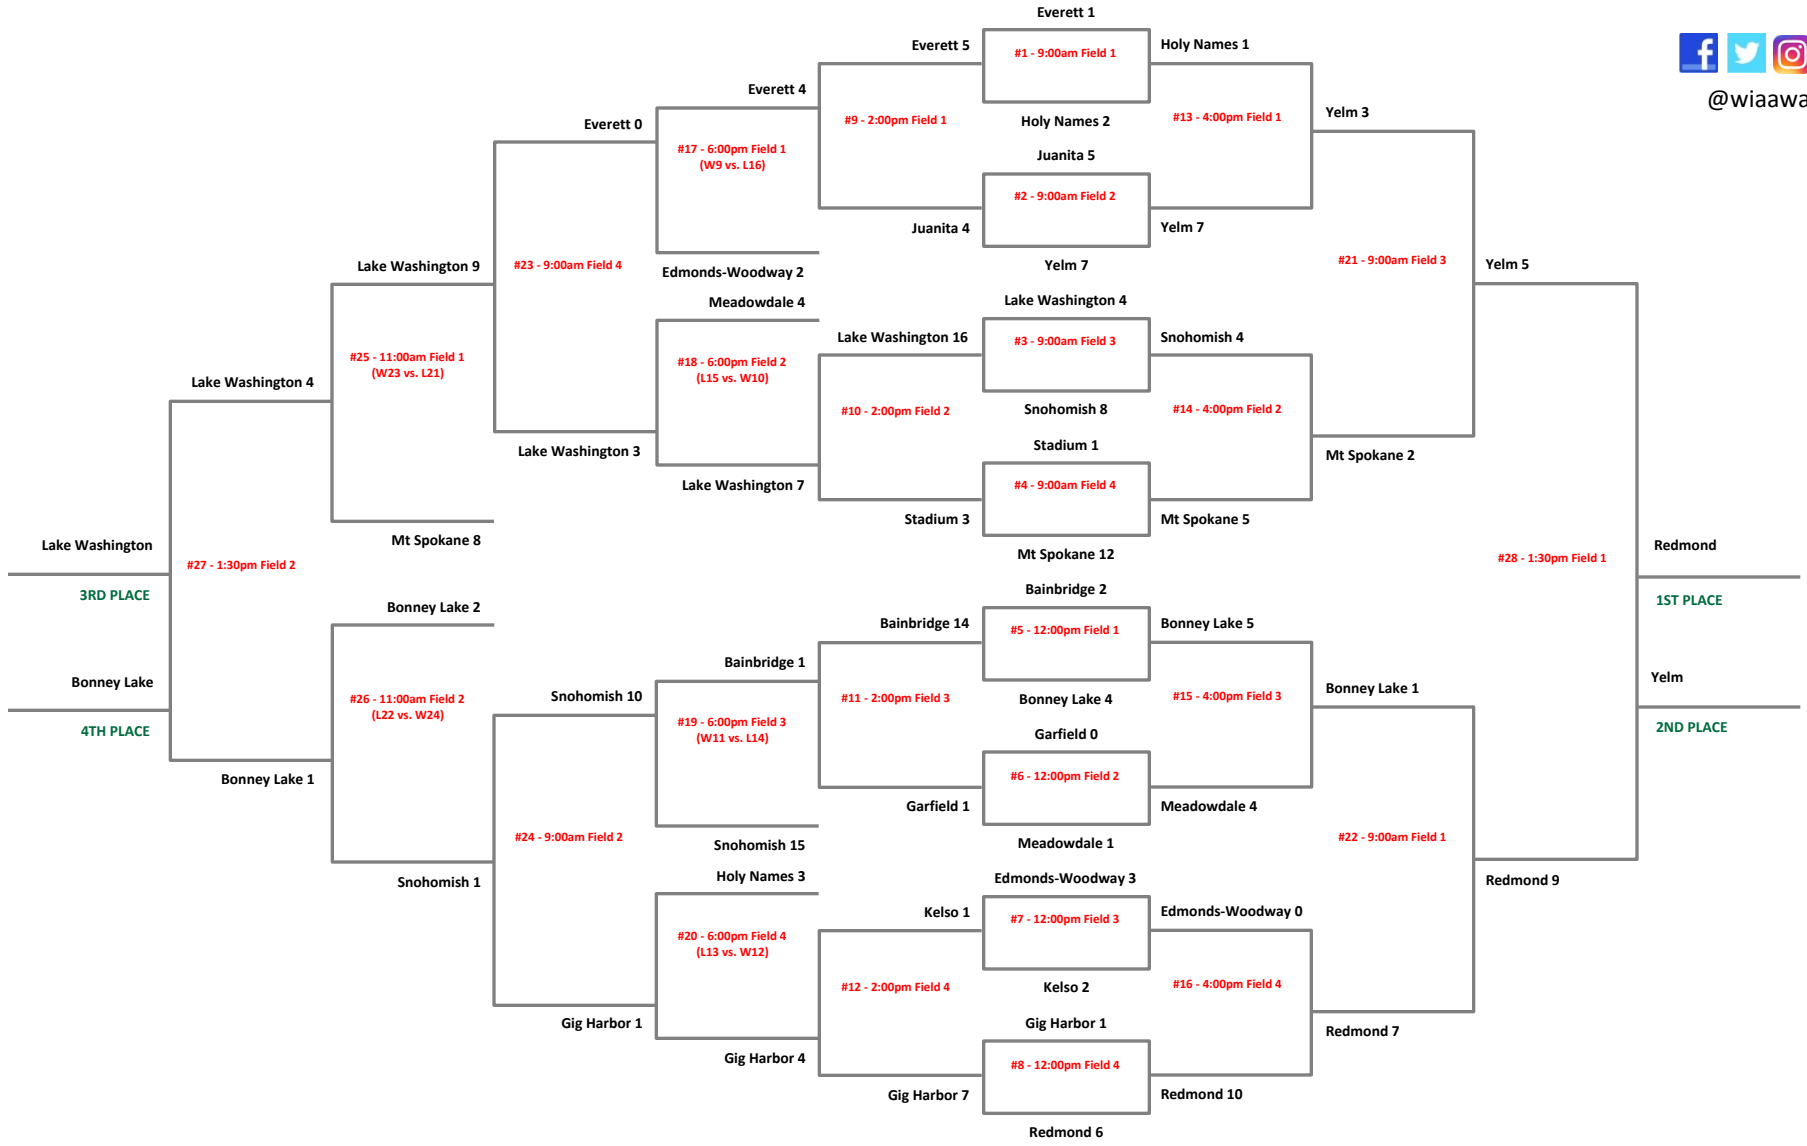 Everett 1
Everett 5
#1 - 9:00am Field 1
Holy Names 1
Everett 4
@wiaawa
Everett 0
#9 - 2:00pm Field 1
Holy Names 2
#13 - 4:00pm Field 1
Yelm 3
#17 - 6:00pm Field 1
(W9 vs. L16)
Juanita 5
#2 - 9:00am Field 2
Juanita 4
Yelm 7
Lake Washington 9
#23 - 9:00am Field 4
Edmonds-Woodway 2
Yelm 7
#21 - 9:00am Field 3
Yelm 5
Meadowdale 4
Lake Washington 4
Lake Washington 16
#3 - 9:00am Field 3
Snohomish 4
#25 - 11:00am Field 1
(W23 vs. L21)
#18 - 6:00pm Field 2
(L15 vs. W10)
Lake Washington 4
#10 - 2:00pm Field 2
Snohomish 8
#14 - 4:00pm Field 2
Lake Washington 3
Stadium 1
Mt Spokane 2
Lake Washington 7
#4 - 9:00am Field 4
Stadium 3
Mt Spokane 5
Lake Washington
Mt Spokane 8
Mt Spokane 12
Redmond
#27 - 1:30pm Field 2
#28 - 1:30pm Field 1
3RD PLACE
Bonney Lake 2
Bainbridge 2
1ST PLACE
Bainbridge 14
#5 - 12:00pm Field 1
Bonney Lake 5
Bainbridge 1
Bonney Lake
Snohomish 10
#26 - 11:00am Field 2
(L22 vs. W24)
#11 - 2:00pm Field 3
Bonney Lake 4
#15 - 4:00pm Field 3
Bonney Lake 1
Yelm
4TH PLACE
#19 - 6:00pm Field 3
(W11 vs. L14)
Garfield 0
2ND PLACE
Bonney Lake 1
#6 - 12:00pm Field 2
Garfield 1
Meadowdale 4
#24 - 9:00am Field 2
Snohomish 15
Meadowdale 1
#22 - 9:00am Field 1
Snohomish 1
Holy Names 3
Edmonds-Woodway 3
Redmond 9
Kelso 1
#7 - 12:00pm Field 3
Edmonds-Woodway 0
#20 - 6:00pm Field 4
(L13 vs. W12)
#12 - 2:00pm Field 4
Kelso 2
#16 - 4:00pm Field 4
Gig Harbor 1
Gig Harbor 1
Redmond 7
Gig Harbor 4
#8 - 12:00pm Field 4
Gig Harbor 7
Redmond 10
Redmond 6